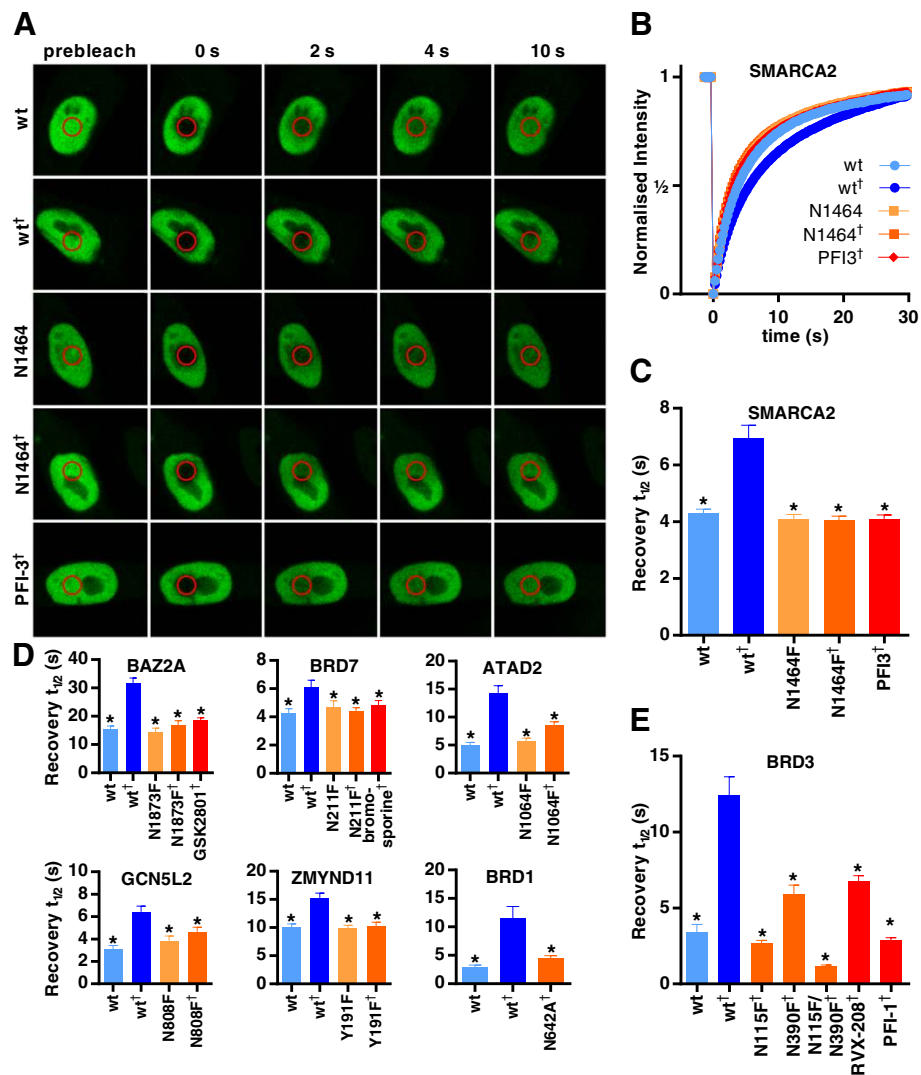 A
prebleach 0 s 2 s 4 s 10 s
wt
wt†
N1464
N1464†
PFI-3†
B
SMARCA2
Normalised Intensity
1
½
0
0 10 20 30
time (s)
wt
wt†
N1464
N1464†
PFI3†
C
SMARCA2
Recovery t1/2 (s)
8
6
4
2
0
* * * *
wt wt† N1464F N1464F† PFI3†
D
BAZ2A
Recovery t1/2 (s)
40
30
20
10
0
* * * *
wt wt† N1873F N1873F† GSK2801†
BRD7
8
6
4
2
0
* * * *
wt wt† N211F N211F† bromo-
sporine†
ATAD2
20
15
10
5
0
* * *
wt wt† N1064F N1064F†
GCN5L2
Recovery t1/2 (s)
10
8
6
4
2
0
* * *
wt wt† N808F N808F†
ZMYND11
20
15
10
5
0
* * *
wt wt† Y191F Y191F†
BRD1
20
15
10
5
0
* *
wt wt† N642A†
E
BRD3
Recovery t1/2 (s)
15
10
5
0
* * * * * *
wt wt† N115F† N390F† N115F/
N390F† RVX-208† PFI-1†